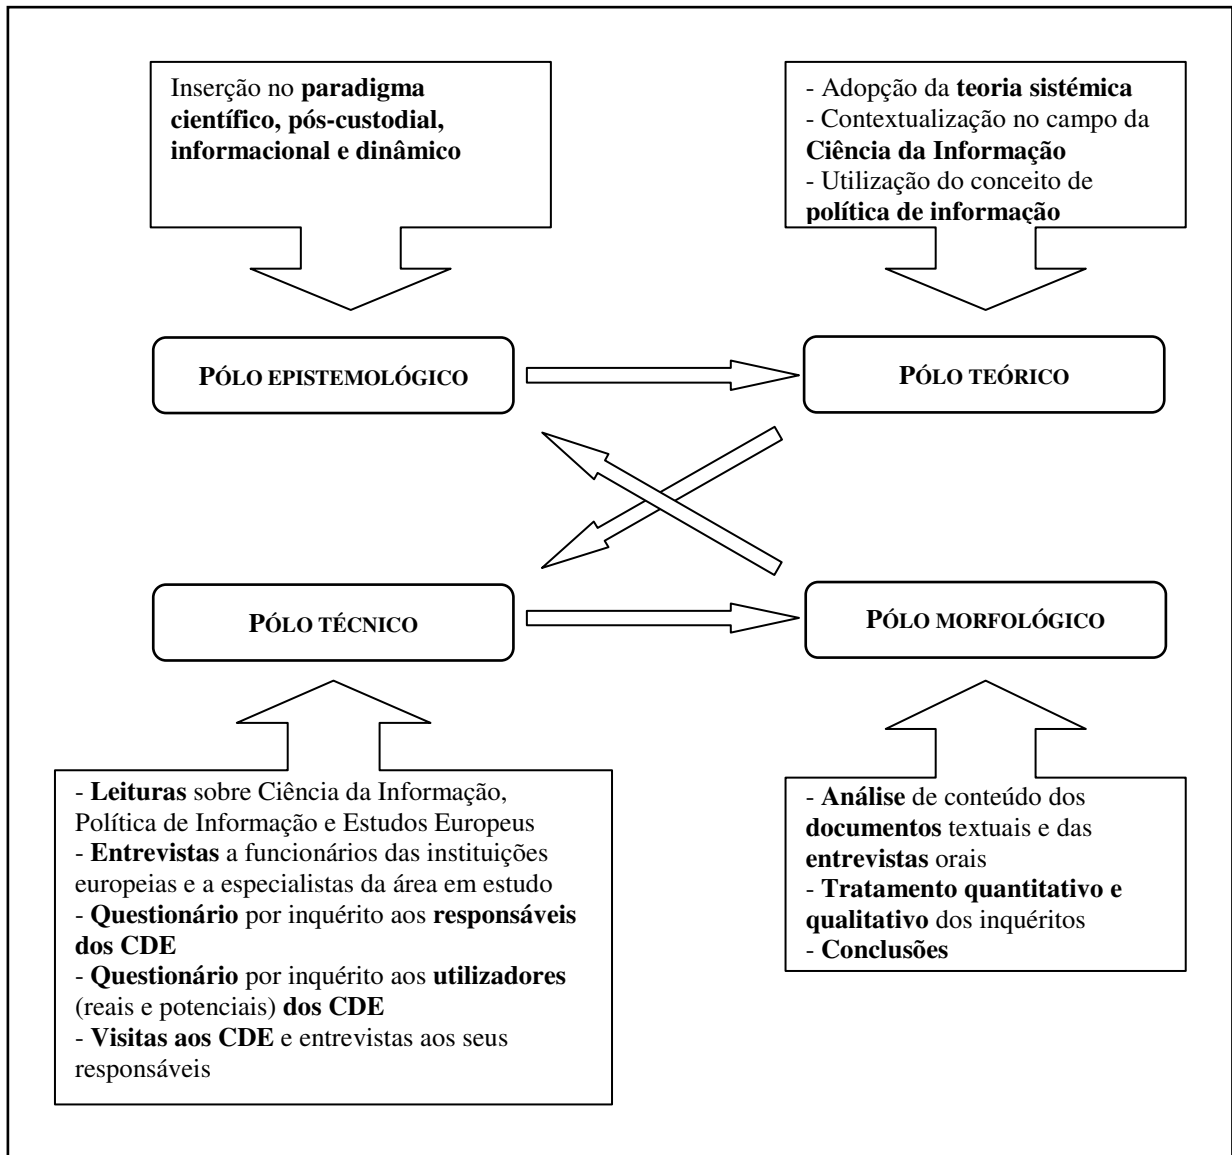 Inserção no paradigma
científico, pós-custodial,
informacional e dinâmico
- Adopção da teoria sistémica
- Contextualização no campo da
Ciência da Informação
- Utilização do conceito de
política de informação
PÓLO EPISTEMOLÓGICO
PÓLO TEÓRICO
PÓLO TÉCNICO
PÓLO MORFOLÓGICO
- Leituras sobre Ciência da Informação,
Política de Informação e Estudos Europeus
- Entrevistas a funcionários das instituições
europeias e a especialistas da área em estudo
- Questionário por inquérito aos responsáveis
dos CDE
- Questionário por inquérito aos utilizadores
(reais e potenciais) dos CDE
- Visitas aos CDE e entrevistas aos seus
responsáveis
- Análise de conteúdo dos
documentos textuais e das
entrevistas orais
- Tratamento quantitativo e
qualitativo dos inquéritos
- Conclusões